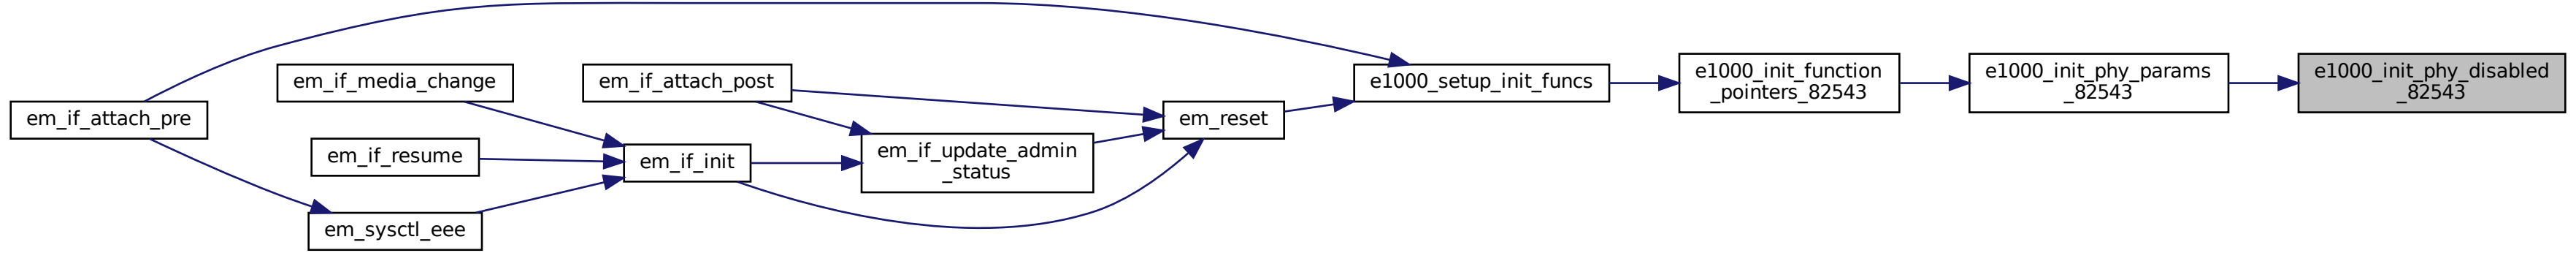 em_if_attach_pre
em_if_media_change
em_if_resume
em_sysctl_eee
em_if_attach_post
em_if_init
em_if_update_admin
_status
em_reset
e1000_setup_init_funcs
e1000_init_function
_pointers_82543
e1000_init_phy_params
_82543
e1000_init_phy_disabled
_82543